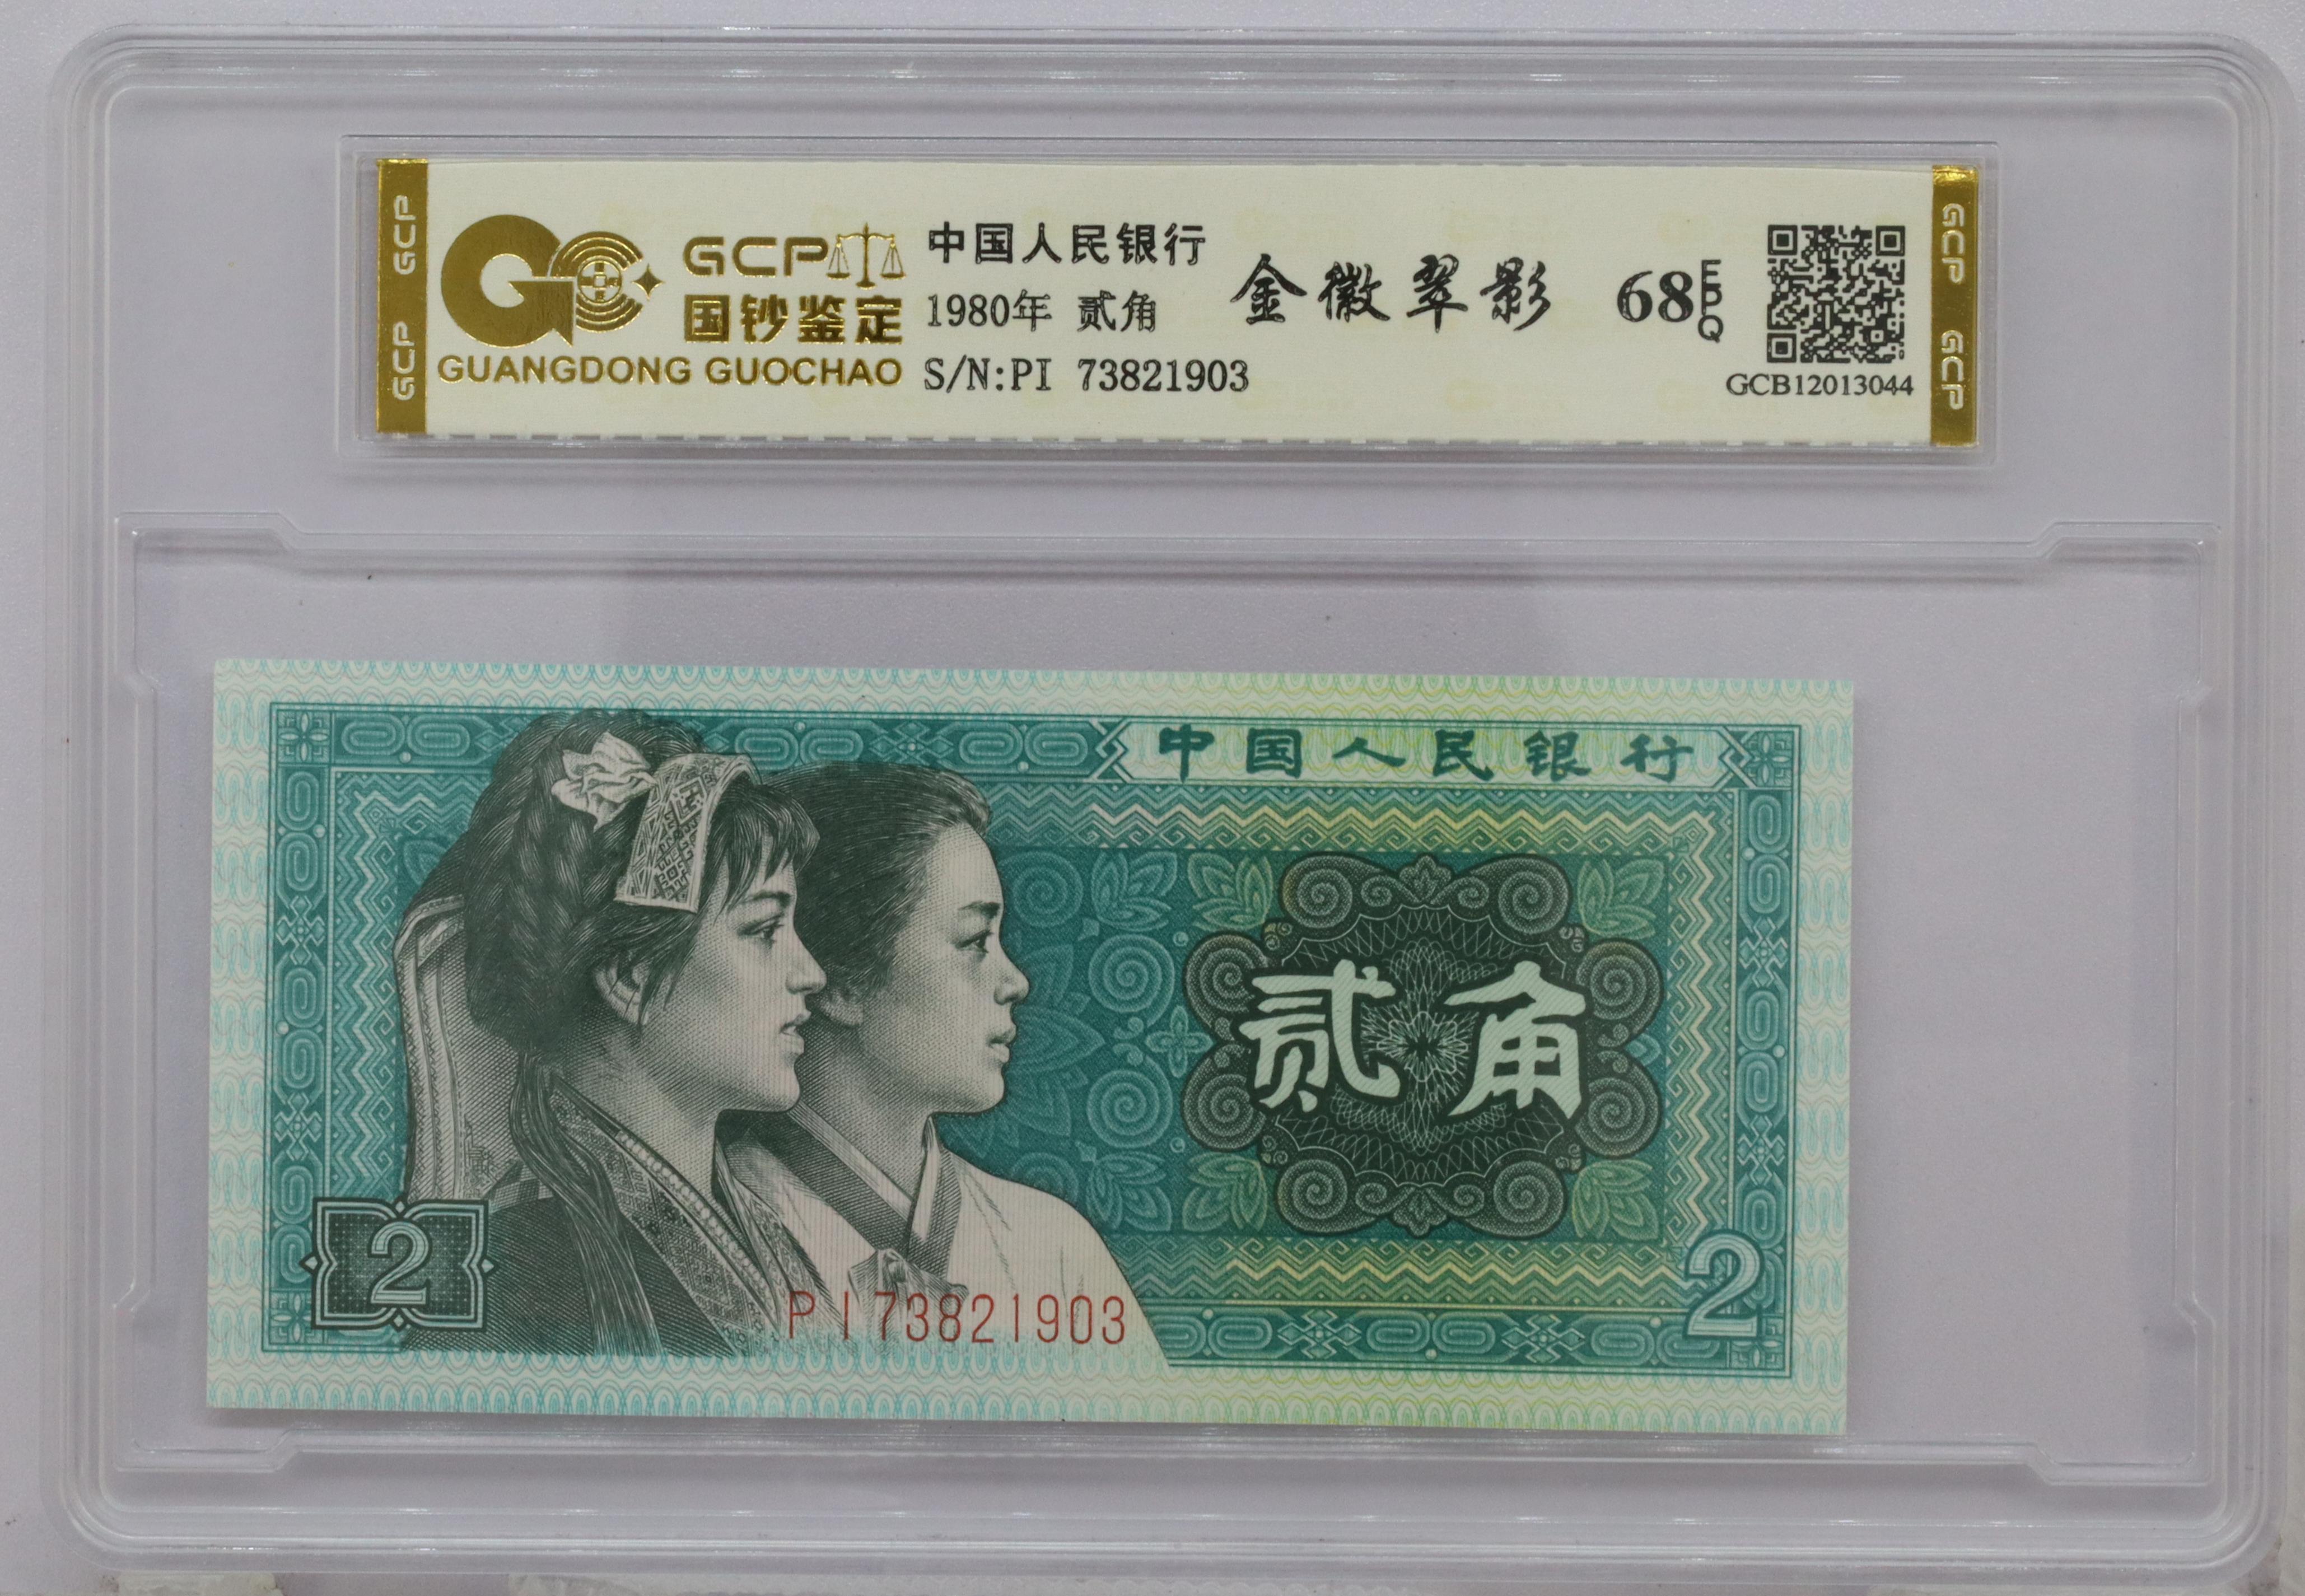 GCP GCP
GCP
国钞鉴定
GUANGDONG GUOCHAO
中国人民银行
1980年 贰角
S/N:PI 73821903
金徽翠影
68 EPQ
GCB12013044
GCP GCP
中国人民银行
贰角
2
PI73821903
2